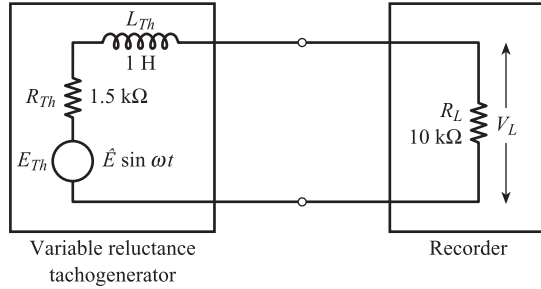 L_Th
1 H
R_Th 1.5 kΩ
E_Th Ê sin ωt
R_L
10 kΩ
V_L
Variable reluctance
tachogenerator
Recorder